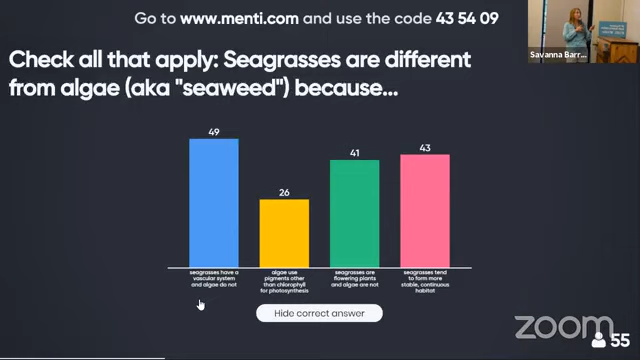 Go to www.menti.com and use the code 43 54 09
Savanna Barr...
Check all that apply: Seagrasses are different
from algae (aka "seaweed") because...
49
26
41
43
seagrasses have a
vascular system
and algae do not
algae use
pigments other
than chlorophyll
for photosynthesis
seagrasses are
flowering plants
and algae are not
seagrasses tend
to form more
stable, continuous
habitat
Hide correct answer
zoom
55